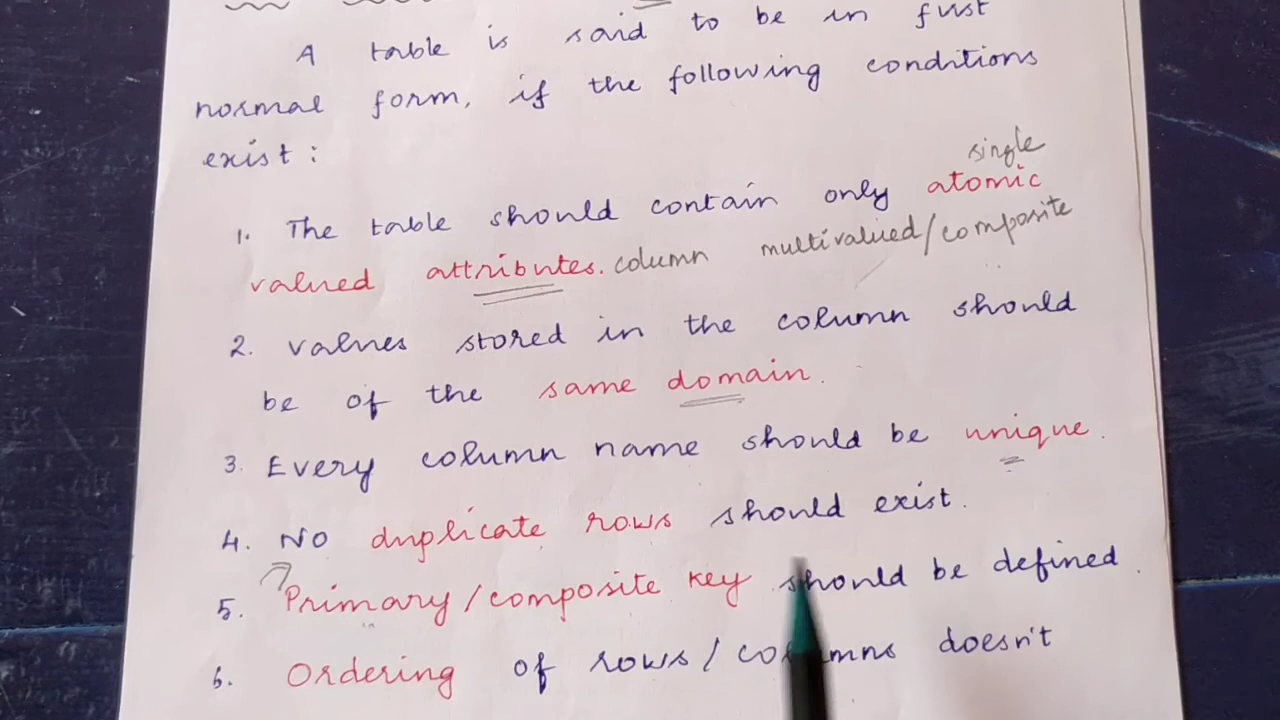 A table is said to be in first
normal form, if the following conditions
exist :
single
1. The table should contain only atomic
valued attributes. column multivalued/composite
2. values stored in the column should
be of the same domain.
3. Every column name should be unique.
4. No duplicate rows should exist.
5. Primary/composite key should be defined.
6. Ordering of rows/columns doesn't